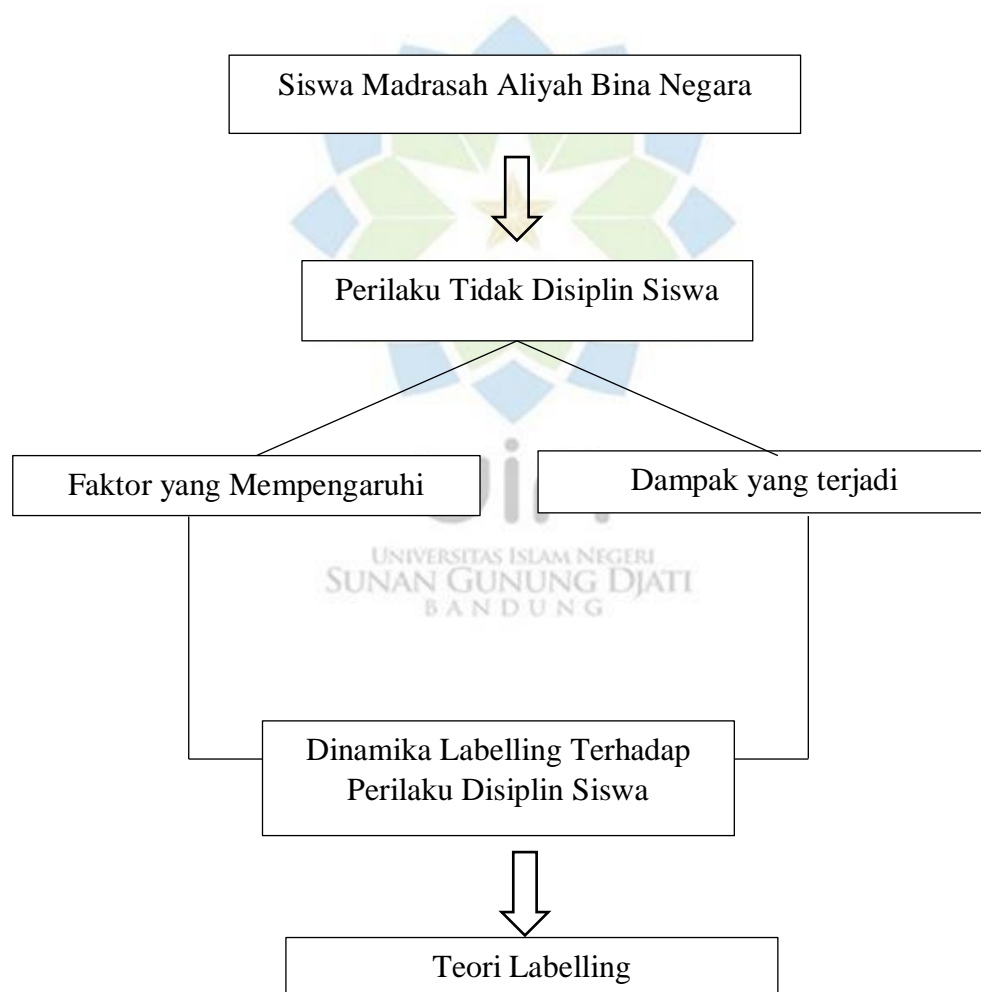 Siswa Madrasah Aliyah Bina Negara
Perilaku Tidak Disiplin Siswa
Faktor yang Mempengaruhi
Dampak yang terjadi
UNIVERSITAS ISLAM NEGERI
SUNAN GUNUNG DJATI
BANDUNG
Dinamika Labelling Terhadap
Perilaku Disiplin Siswa
Teori Labelling